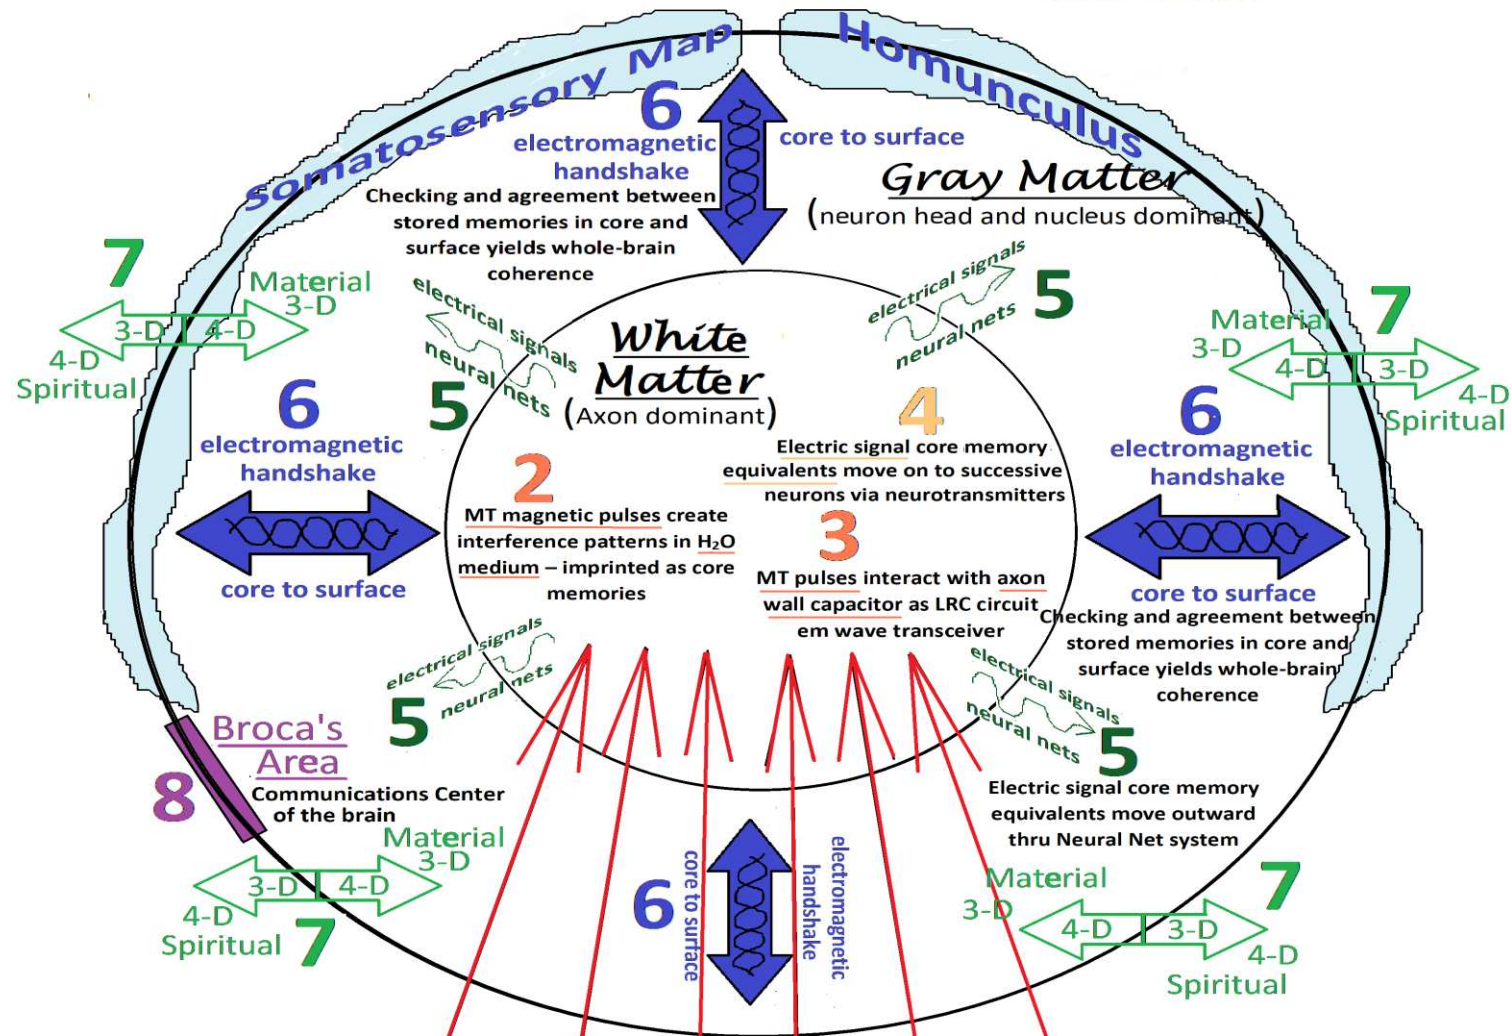 Somatosensory Map
Homunculus
6
electromagnetic
handshake
core to surface
Checking and agreement between
stored memories in core and
surface yields whole-brain
coherence
Gray Matter
(neuron head and nucleus dominant)
7
Material
3-D
3-D 4-D
4-D
Spiritual
electrical signals
neural nets
5
electrical signals
neural nets
5
7
Material
3-D
4-D 3-D
4-D
Spiritual
White
Matter
(Axon dominant)
6
electromagnetic
handshake
core to surface
2
MT magnetic pulses create
interference patterns in H₂O
medium – imprinted as core
memories
4
Electric signal core memory
equivalents move on to successive
neurons via neurotransmitters
3
MT pulses interact with axon
wall capacitor as LRC circuit
em wave transceiver
6
electromagnetic
handshake
core to surface
Checking and agreement between
stored memories in core and
surface yields whole-brain
coherence
electrical signals
neural nets
5
electrical signals
neural nets
5
Electric signal core memory
equivalents move outward
thru Neural Net system
Broca's
Area
8
Communications Center
of the brain
Material
3-D
3-D 4-D
4-D
Spiritual
7
6
core to surface
electromagnetic
handshake
Material
3-D
4-D 3-D
7
4-D
Spiritual